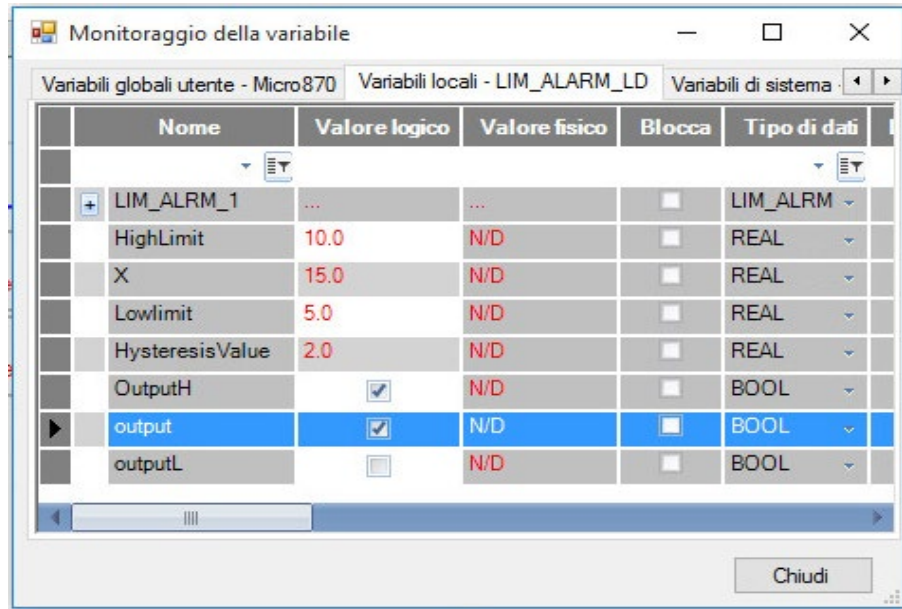 Monitoraggio della variabile
Variabili globali utente - Micro870 Variabili locali - LIM_ALARM_LD Variabili di sistema
Nome Valore logico Valore fisico Blocca Tipo di dati
LIM_ALRM_1 ... ... LIM_ALRM
HighLimit 10.0 N/D REAL
X 15.0 N/D REAL
Lowlimit 5.0 N/D REAL
HysteresisValue 2.0 N/D REAL
OutputH N/D BOOL
output N/D BOOL
outputL N/D BOOL
Chiudi